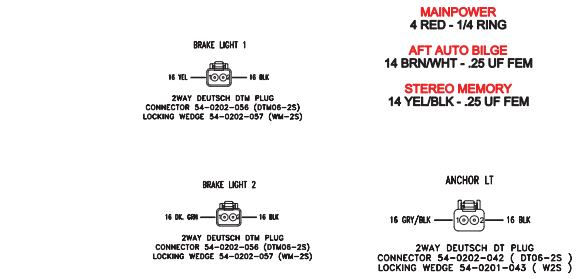 MAINPOWER
4 RED - 1/4 RING
AFT AUTO BILGE
14 BRN/WHT - .25 UF FEM
STEREO MEMORY
14 YEL/BLK - .25 UF FEM
BRAKE LIGHT 1
16 YEL 1 2 16 BLK
2WAY DEUTSCH DTM PLUG
CONNECTOR 54-0202-056 (DTM06-2S)
LOCKING WEDGE 54-0202-057 (WM-2S)
BRAKE LIGHT 2
16 DK. GRN 1 2 16 BLK
2WAY DEUTSCH DTM PLUG
CONNECTOR 54-0202-056 (DTM06-2S)
LOCKING WEDGE 54-0202-057 (WM-2S)
ANCHOR LT
16 GRY/BLK 1 2 16 BLK
2WAY DEUTSCH DT PLUG
CONNECTOR 54-0202-042 ( DT06-2S )
LOCKING WEDGE 54-0201-043 ( W2S )